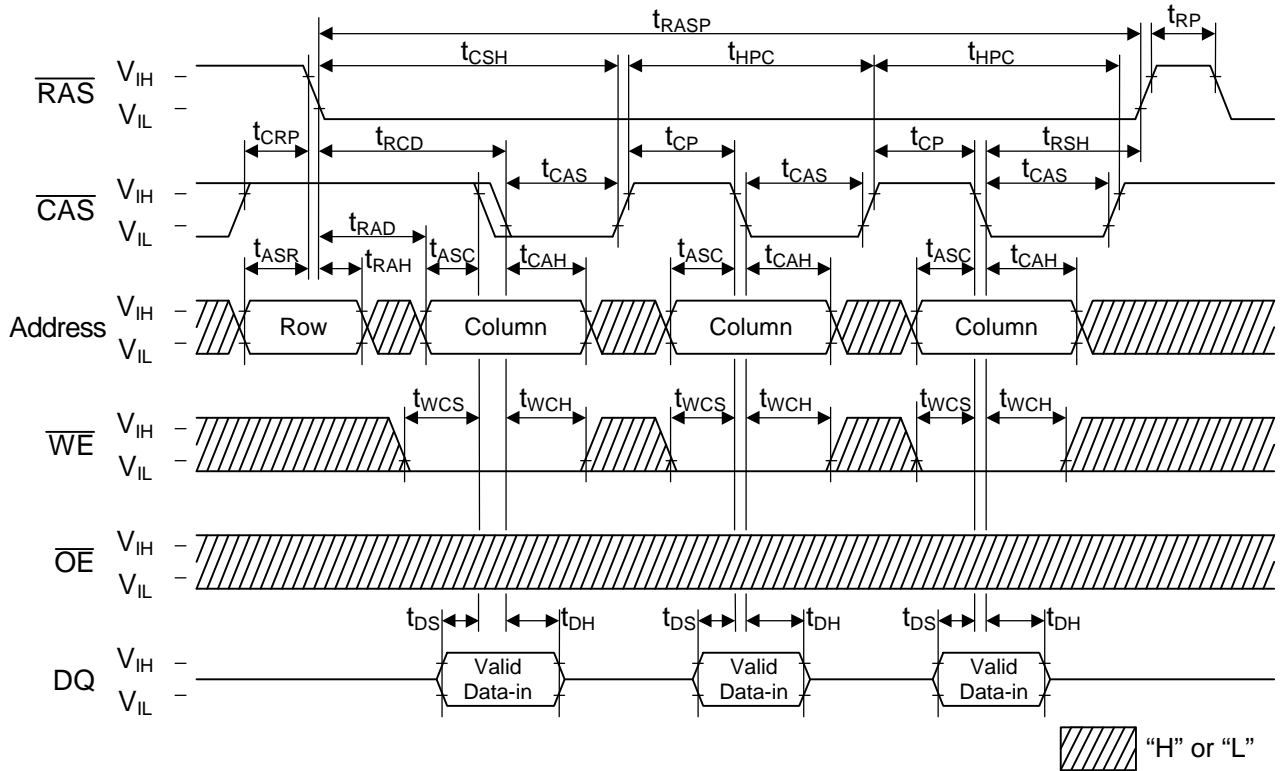 tRASP
tRP
tCSH
tHPC
tHPC
RAS
VIH
VIL
tCRP
tRCD
tCP
tCP
tRSH
CAS
VIH
VIL
tCAS
tCAS
tCAS
tRAD
tASR
tRAH
tASC
tCAH
tASC
tCAH
tASC
tCAH
Address
VIH
VIL
Row
Column
Column
Column
tWCS
tWCH
tWCS
tWCH
tWCS
tWCH
WE
VIH
VIL
OE
VIH
VIL
tDS
tDH
tDS
tDH
tDS
tDH
DQ
VIH
VIL
Valid
Data-in
Valid
Data-in
Valid
Data-in
“H” or “L”